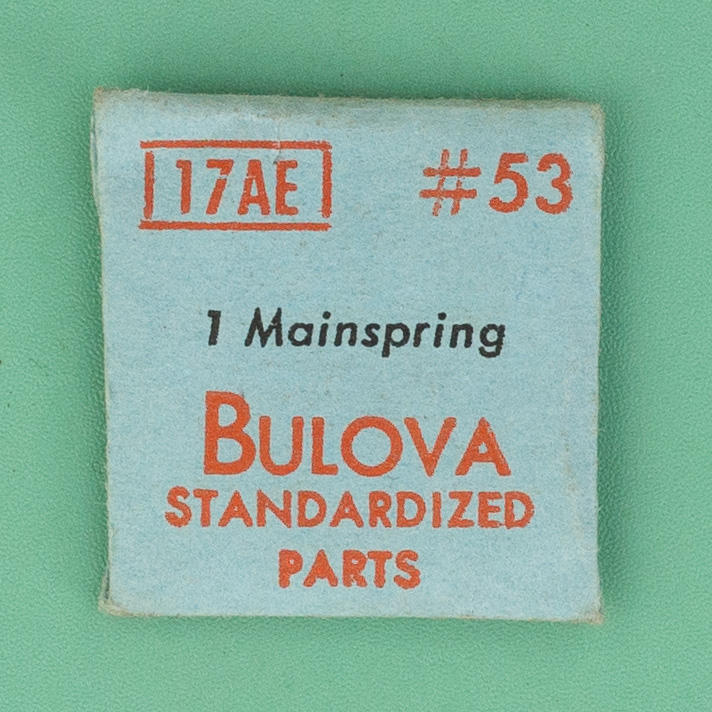 17AE #53
1 Mainspring
BULOVA
STANDARDIZED
PARTS